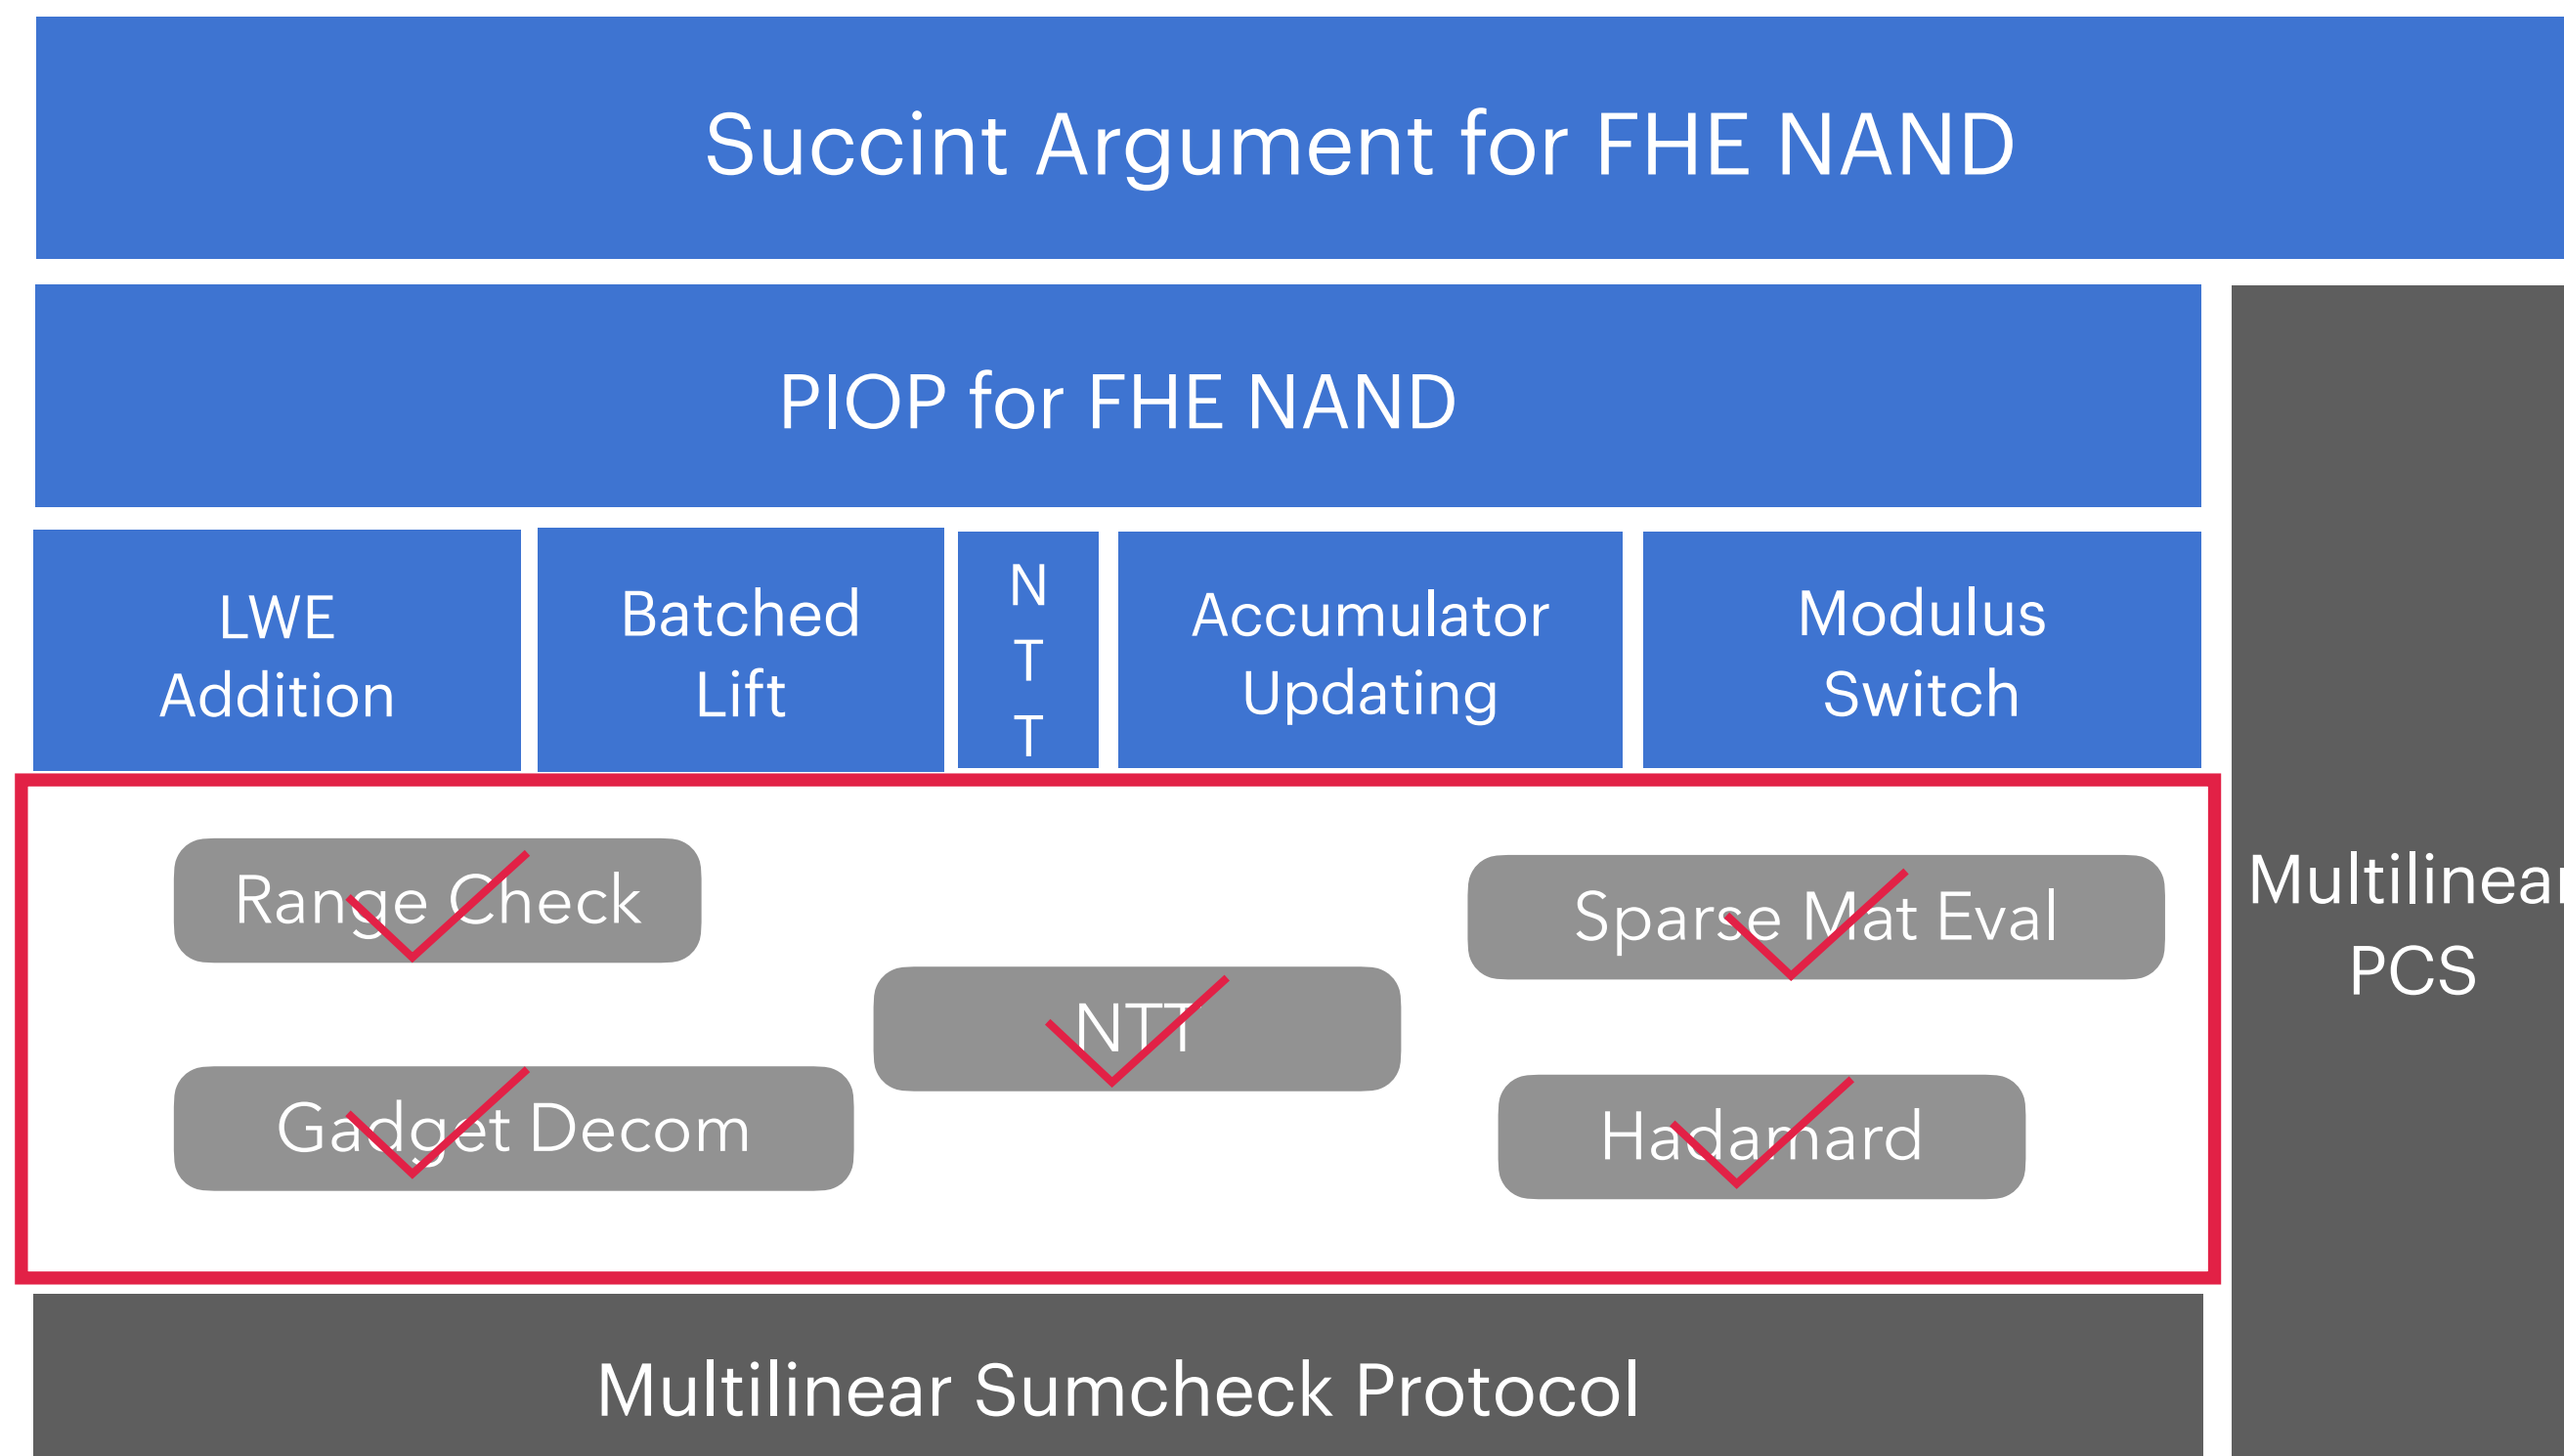 Succint Argument for FHE NAND
PIOP for FHE NAND
LWE
Addition
Batched
Lift
N
T
T
Accumulator
Updating
Modulus
Switch
Multilinear
PCS
Range Check
Sparse Mat Eval
NTT
Gadget Decom
Hadamard
Multilinear Sumcheck Protocol